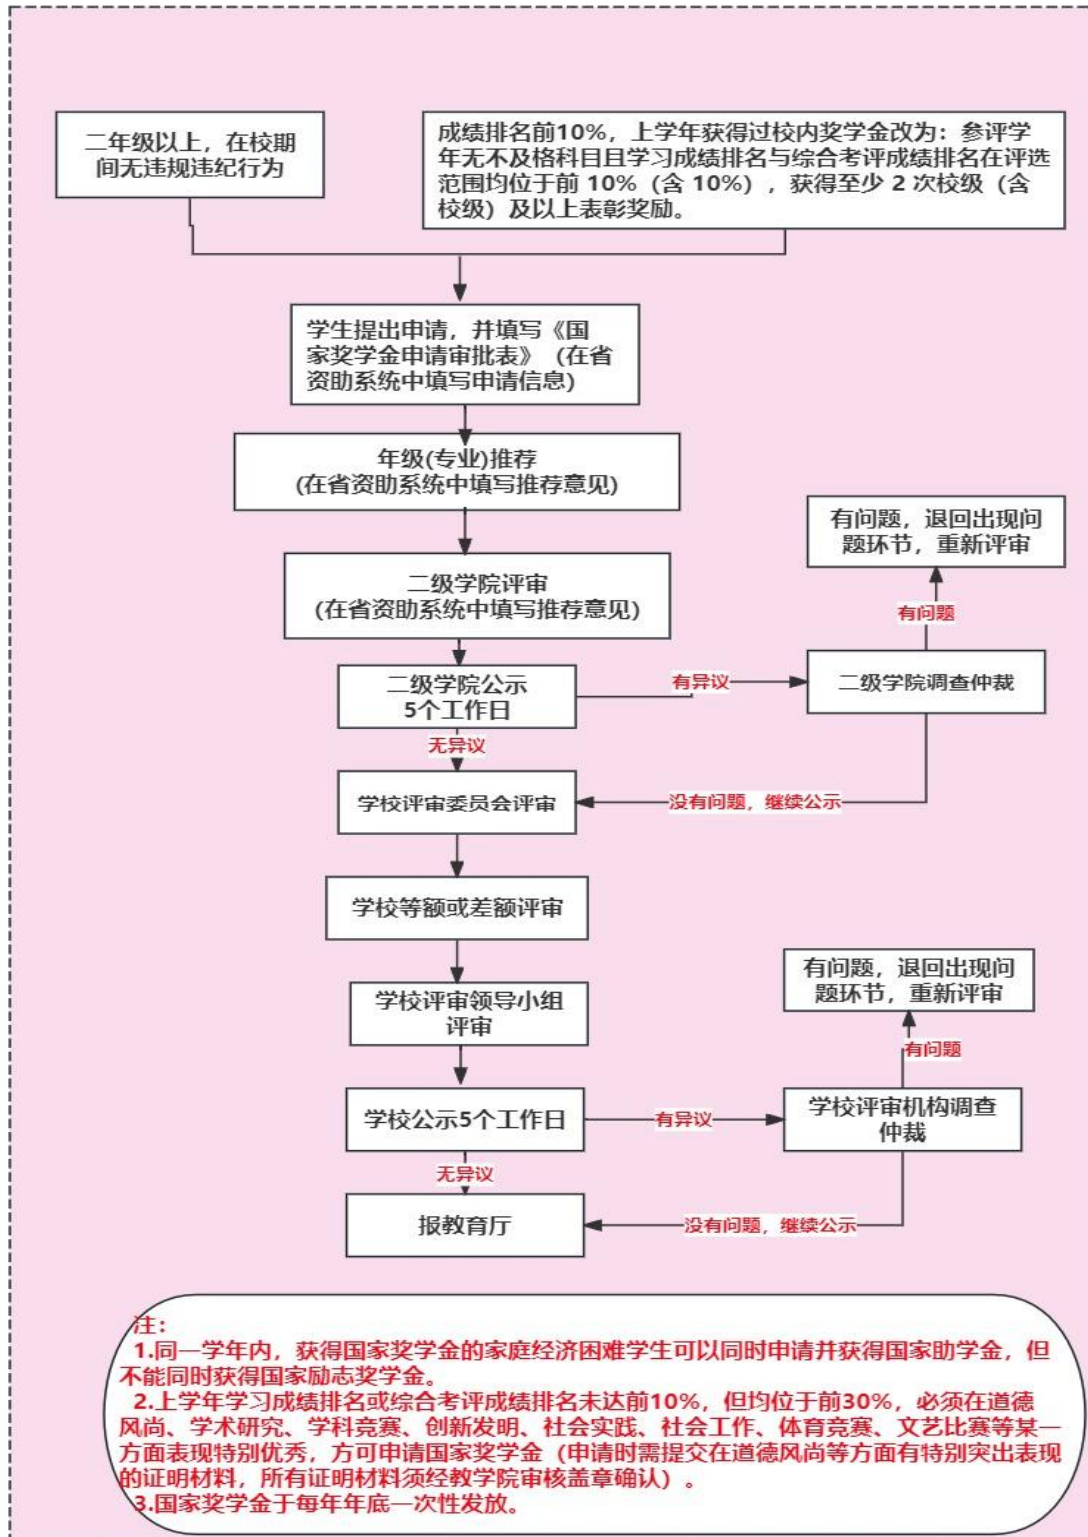 二年级以上，在校期
间无违规违纪行为
成绩排名前10%，上学年获得过校内奖学金改为：参评学
年无不及格科目且学习成绩排名与综合考评成绩排名在评选
范围均位于前 10%（含 10%），获得至少 2 次校级（含
校级）及以上表彰奖励。
学生提出申请，并填写《国
家奖学金申请审批表》（在省
资助系统中填写申请信息）
年级(专业)推荐
(在省资助系统中填写推荐意见)
二级学院评审
(在省资助系统中填写推荐意见)
有问题，退回出现问
题环节，重新评审
有问题
二级学院公示
5个工作日
有异议
二级学院调查仲裁
无异议
学校评审委员会评审
没有问题，继续公示
学校等额或差额评审
学校评审领导小组
评审
有问题，退回出现问
题环节，重新评审
有问题
学校公示5个工作日
有异议
学校评审机构调查
仲裁
无异议
报教育厅
没有问题，继续公示
注：
1.同一学年内，获得国家奖学金的家庭经济困难学生可以同时申请并获得国家助学金，但
不能同时获得国家励志奖学金。
2.上学年学习成绩排名或综合考评成绩排名未达前10%，但均位于前30%，必须在道德
风尚、学术研究、学科竞赛、创新发明、社会实践、社会工作、体育竞赛、文艺比赛等某一
方面表现特别优秀，方可申请国家奖学金（申请时需提交在道德风尚等方面有特别突出表现
的证明材料，所有证明材料须经教学院审核盖章确认）。
3.国家奖学金于每年年底一次性发放。